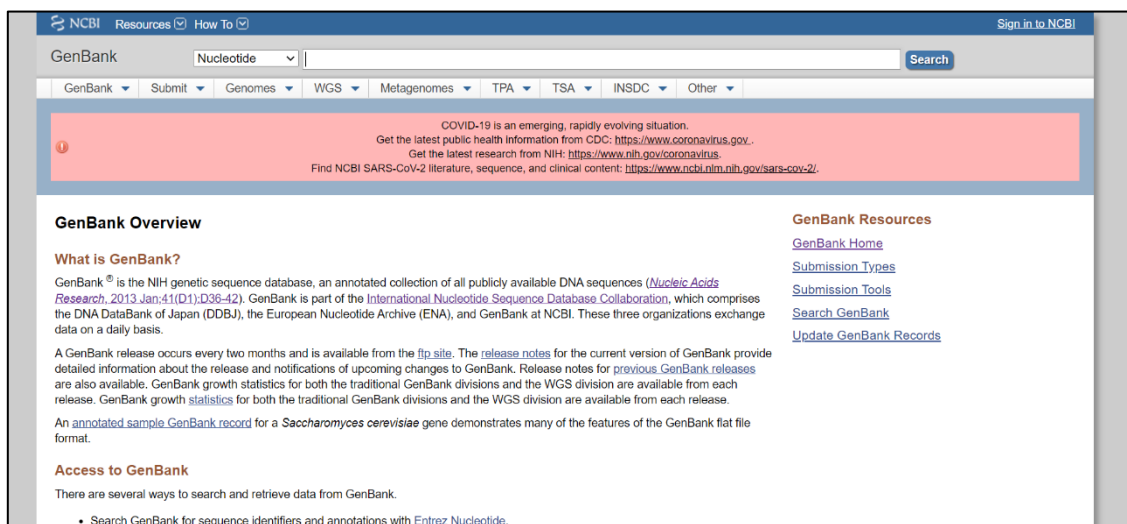 NCBI Resources How To Sign in to NCBI
GenBank Nucleotide Search
GenBank Submit Genomes WGS Metagenomes TPA TSA INSDC Other
COVID-19 is an emerging, rapidly evolving situation.
Get the latest public health information from CDC: https://www.coronavirus.gov .
Get the latest research from NIH: https://www.nih.gov/coronavirus.
Find NCBI SARS-CoV-2 literature, sequence, and clinical content: https://www.ncbi.nlm.nih.gov/sars-cov-2/.
GenBank Overview
What is GenBank?
GenBank ® is the NIH genetic sequence database, an annotated collection of all publicly available DNA sequences (Nucleic Acids
Research, 2013 Jan;41(D1):D36-42). GenBank is part of the International Nucleotide Sequence Database Collaboration, which comprises
the DNA DataBank of Japan (DDBJ), the European Nucleotide Archive (ENA), and GenBank at NCBI. These three organizations exchange
data on a daily basis.
A GenBank release occurs every two months and is available from the ftp site. The release notes for the current version of GenBank provide
detailed information about the release and notifications of upcoming changes to GenBank. Release notes for previous GenBank releases
are also available. GenBank growth statistics for both the traditional GenBank divisions and the WGS division are available from each
release. GenBank growth statistics for both the traditional GenBank divisions and the WGS division are available from each release.
An annotated sample GenBank record for a Saccharomyces cerevisiae gene demonstrates many of the features of the GenBank flat file
format.
Access to GenBank
There are several ways to search and retrieve data from GenBank.
• Search GenBank for sequence identifiers and annotations with Entrez Nucleotide.
GenBank Resources
GenBank Home
Submission Types
Submission Tools
Search GenBank
Update GenBank Records